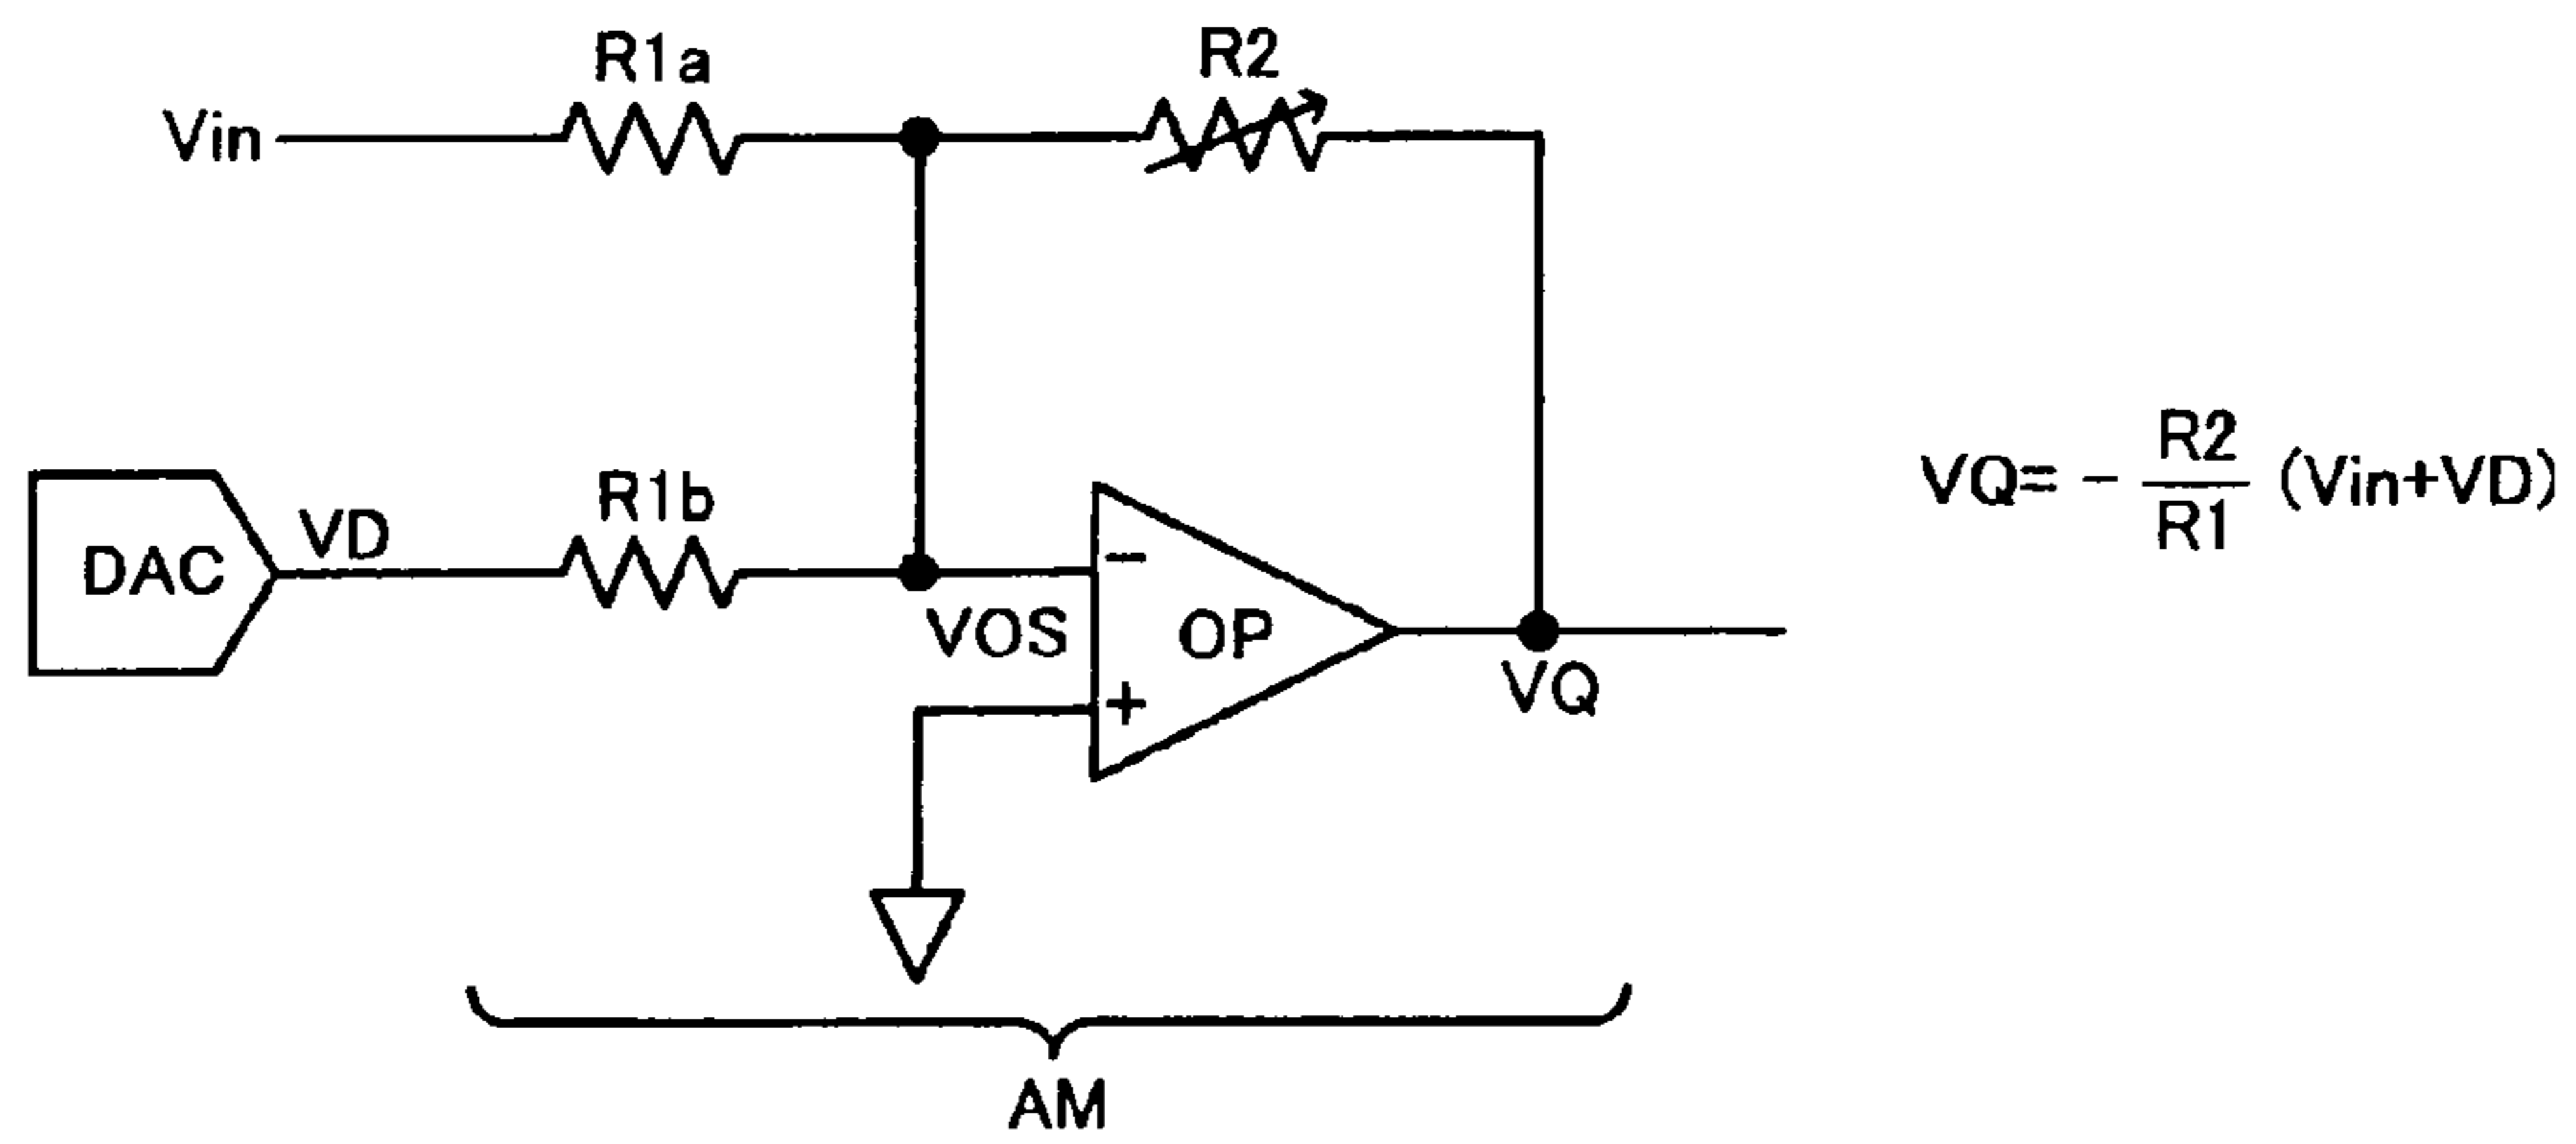 R1a
R2
Vin
R1b
VD
DAC
VQ= - R2/R1 (Vin+VD)
−
VOS
OP
+
VQ
AM